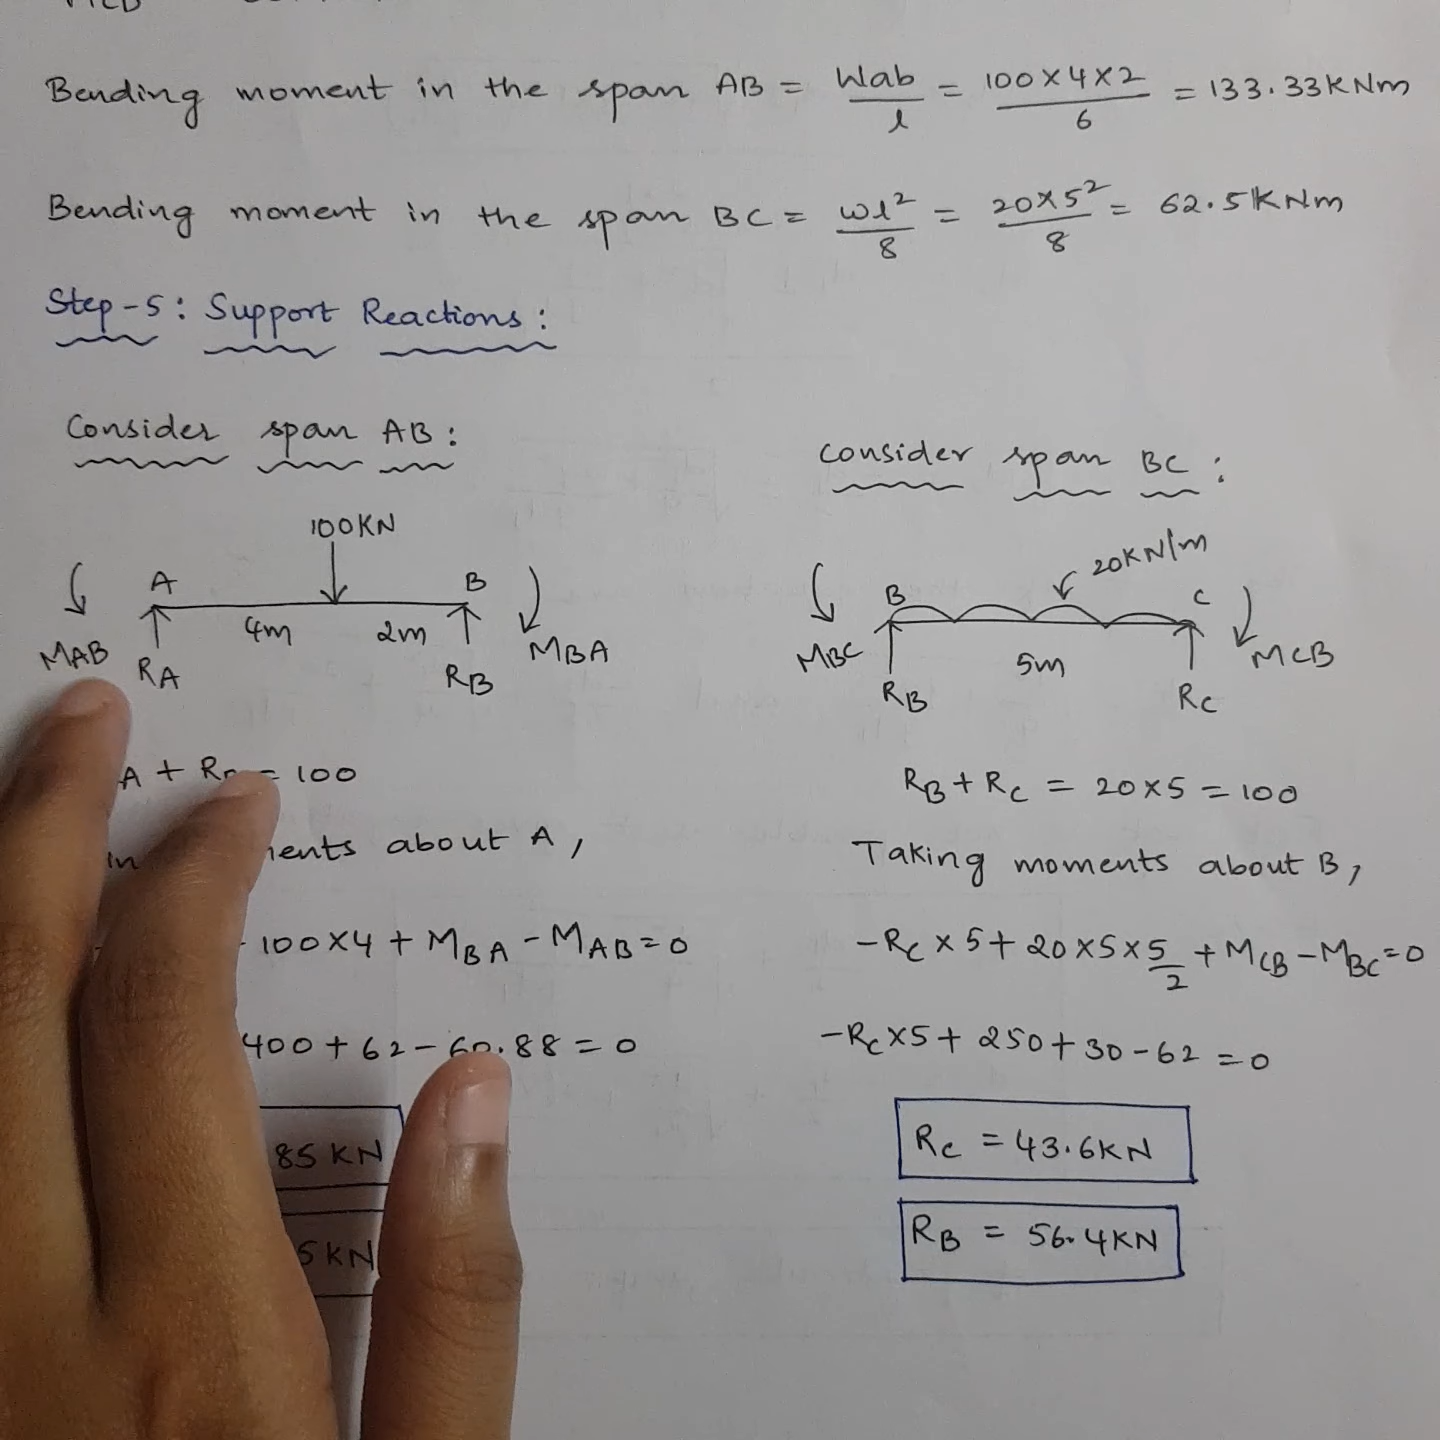 Bending moment in the span AB = Wab/l = 100×4×2/6 = 133.33KNm
Bending moment in the span BC = wl²/8 = 20×5²/8 = 62.5KNm
Step-5: Support Reactions:
Consider span AB:
100KN
A B
4m 2m
MAB RA RB MBA
A + R = 100
ments about A,
100×4 + MBA - MAB = 0
400 + 62 - 60.88 = 0
85 KN
5 KN
Consider span BC:
20KN/m
B C
MBC 5m MCB
RB RC
RB + RC = 20×5 = 100
Taking moments about B,
-RC × 5 + 20×5×5/2 + MCB - MBC = 0
-RC×5 + 250 + 30 - 62 = 0
RC = 43.6KN
RB = 56.4KN